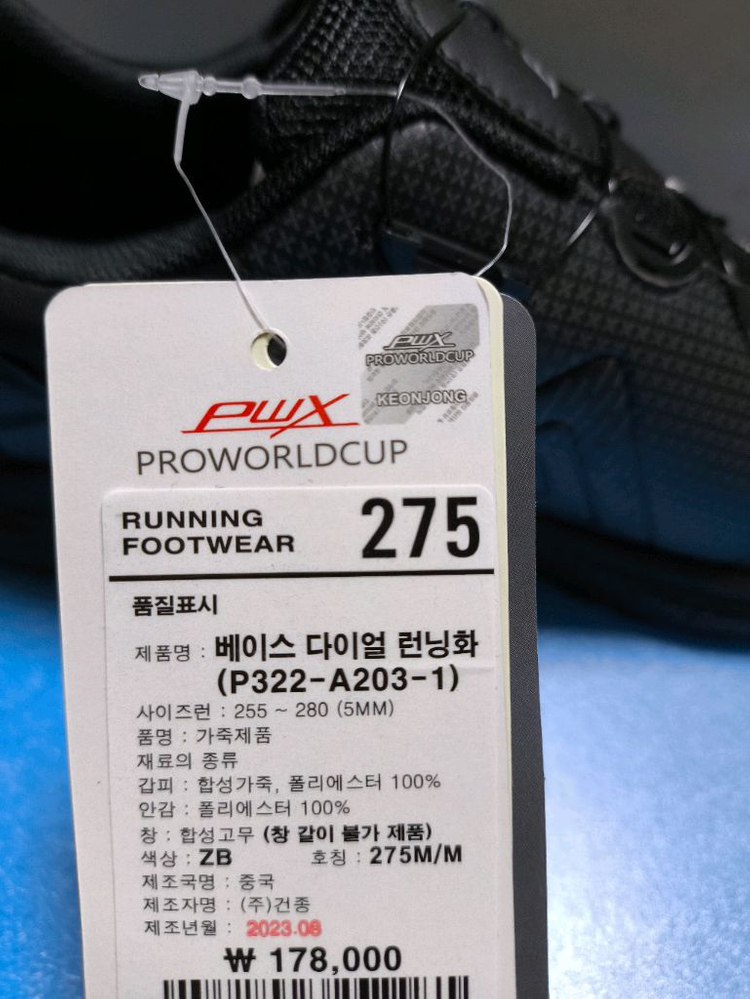 PWX
PROWORLDCUP
KEONJONG
PWX
PROWORLDCUP
RUNNING
FOOTWEAR
275
품질표시
제품명 : 베이스 다이얼 런닝화
(P322-A203-1)
사이즈런 : 255 ~ 280 (5MM)
품명 : 가죽제품
재료의 종류
갑피 : 합성가죽, 폴리에스터 100%
안감 : 폴리에스터 100%
창 : 합성고무 (창 갈이 불가 제품)
색상 : ZB 호칭 : 275M/M
제조국명 : 중국
제조자명 : (주)건종
제조년월 : 2023.08
₩ 178,000